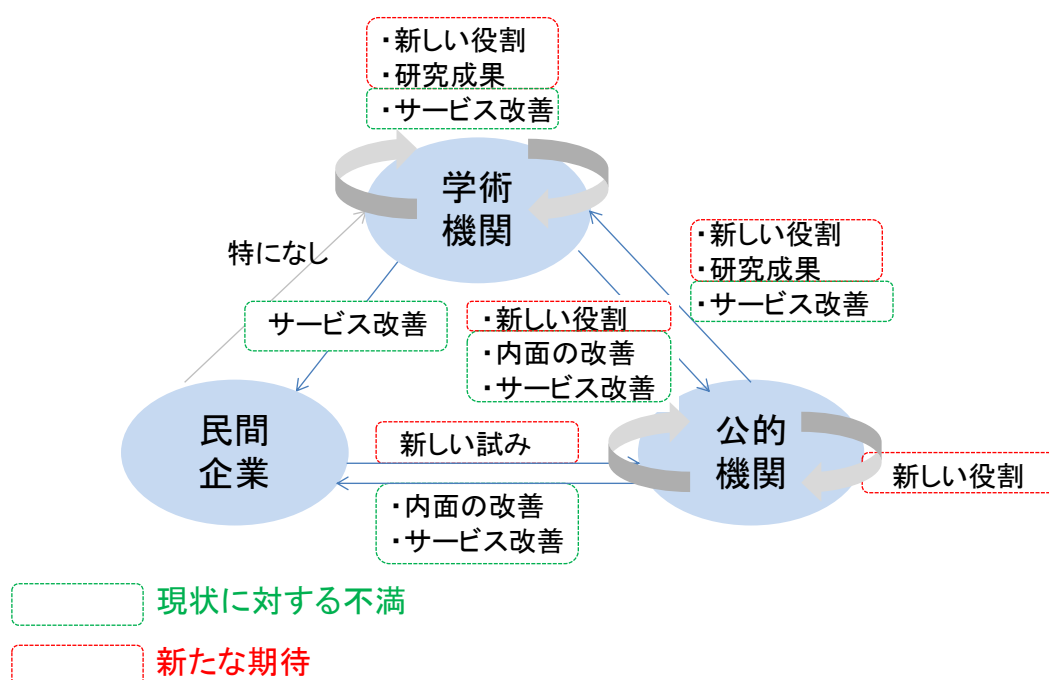 ・新しい役割
・研究成果
・サービス改善
学術
機関
特になし
サービス改善
・新しい役割
・内面の改善
・サービス改善
・新しい役割
・研究成果
・サービス改善
民間
企業
新しい試み
・内面の改善
・サービス改善
公的
機関
新しい役割
現状に対する不満
新たな期待